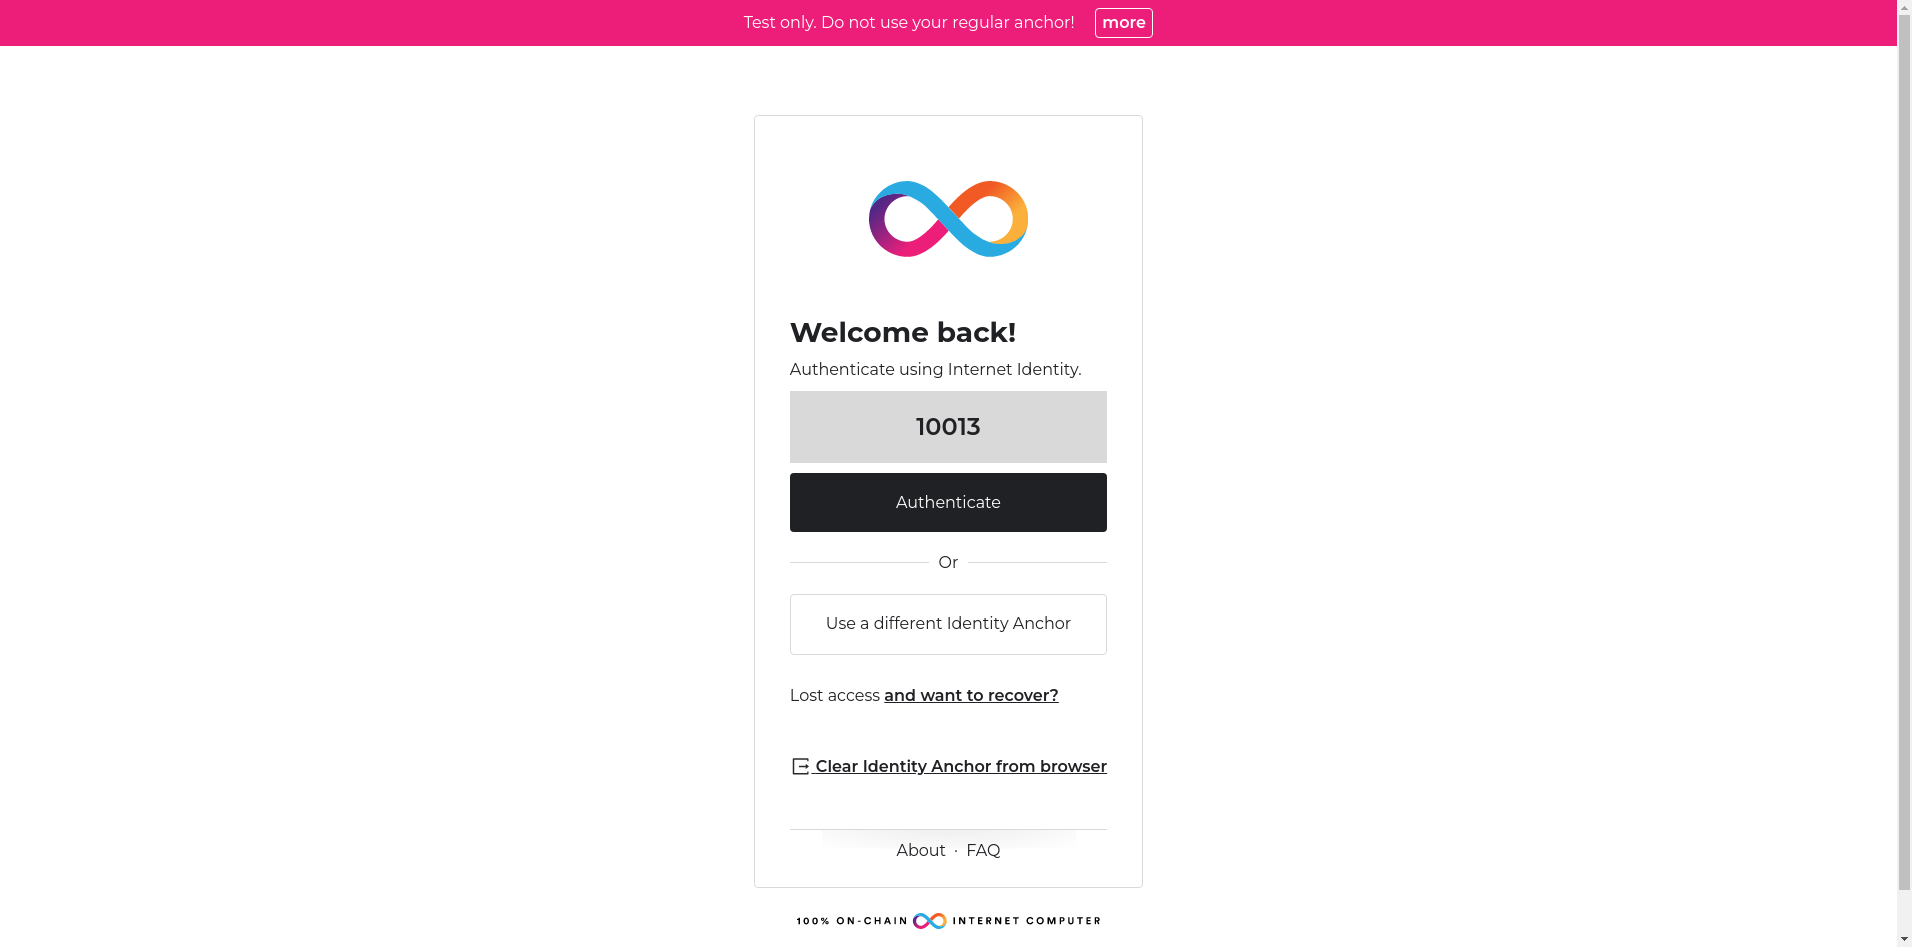 Test only. Do not use your regular anchor! more
Welcome back!
Authenticate using Internet Identity.
10013
Authenticate
Or
Use a different Identity Anchor
Lost access and want to recover?
Clear Identity Anchor from browser
About · FAQ
100% ON-CHAIN INTERNET COMPUTER